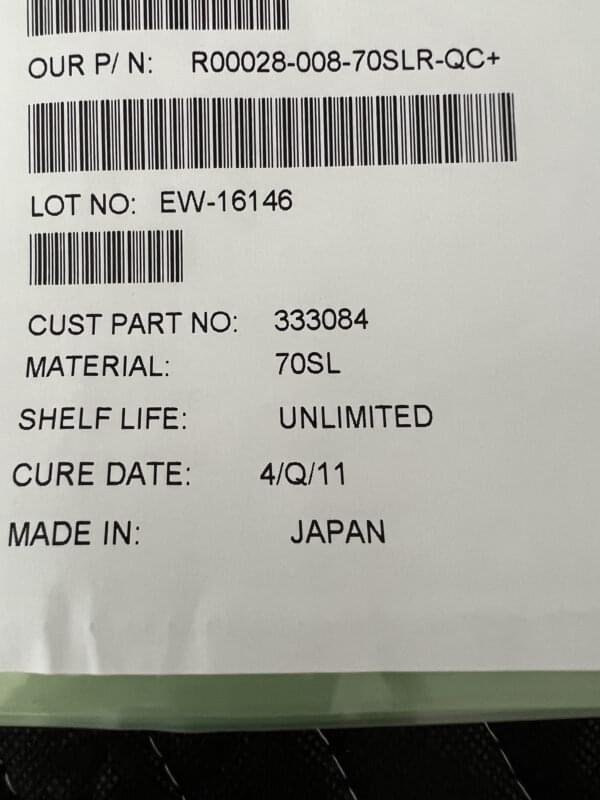 OUR P/ N: R00028-008-70SLR-QC+
LOT NO: EW-16146
CUST PART NO: 333084
MATERIAL: 70SL
SHELF LIFE: UNLIMITED
CURE DATE: 4/Q/11
MADE IN: JAPAN